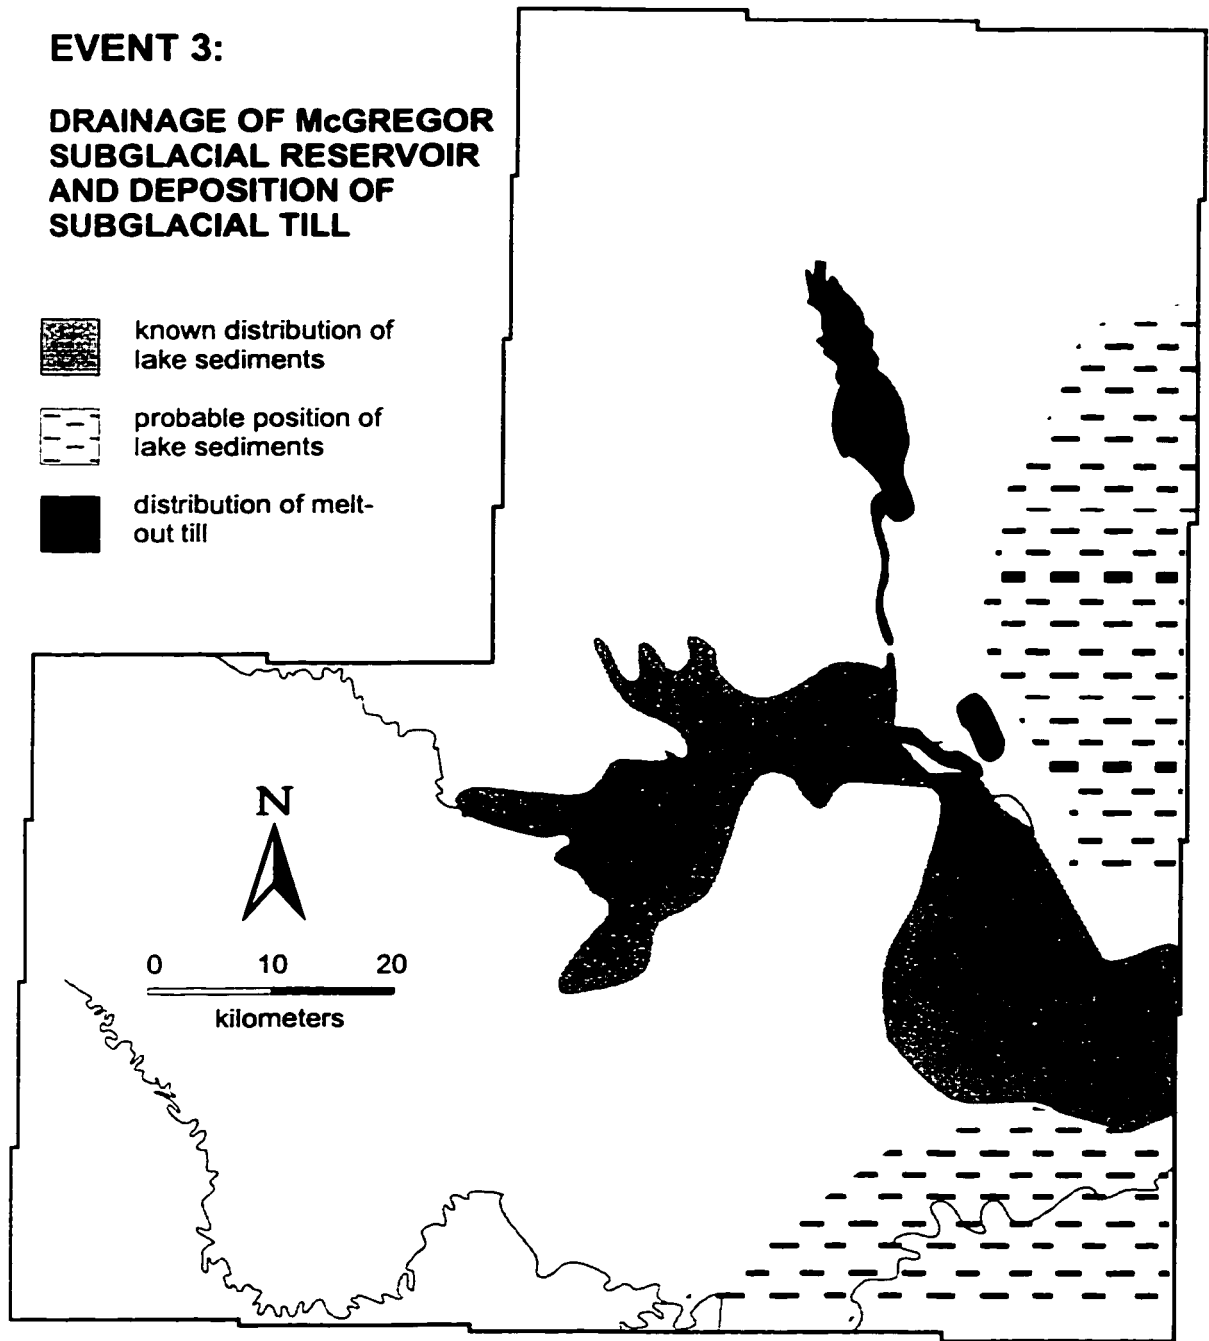 EVENT 3:
DRAINAGE OF McGREGOR
SUBGLACIAL RESERVOIR
AND DEPOSITION OF
SUBGLACIAL TILL
known distribution of
lake sediments
probable position of
lake sediments
distribution of melt-
out till
N
0 10 20
kilometers